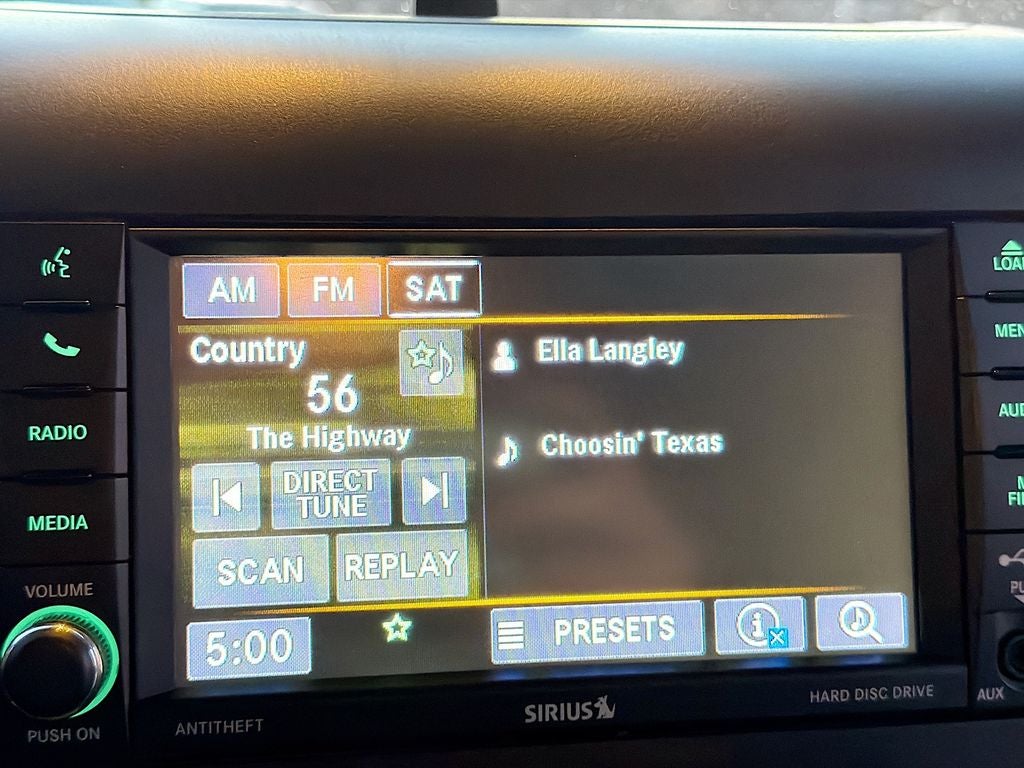 AM FM SAT
Country
56
The Highway
DIRECT
TUNE
SCAN REPLAY
5:00
Ella Langley
Choosin' Texas
PRESETS
RADIO
MEDIA
VOLUME
PUSH ON
ANTITHEFT
SIRIUS
HARD DISC DRIVE
AUX